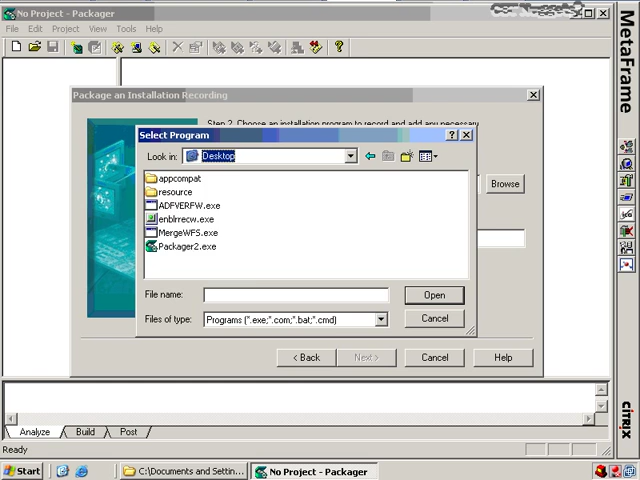 No Project - Packager
File Edit Project View Tools Help
Package an Installation Recording
Step 2. Choose an installation program to record and add any necessary
Select Program
Look in: Desktop
appcompat
resource
ADFVERFW.exe
enblrrecw.exe
MergeWFS.exe
Packager2.exe
Browse
File name: Open
Files of type: Programs (*.exe;*.com;*.bat;*.cmd) Cancel
< Back Next > Cancel Help
Analyze Build Post
Ready
Start C:\Documents and Settin... No Project - Packager
MetaFrame
CITRIX